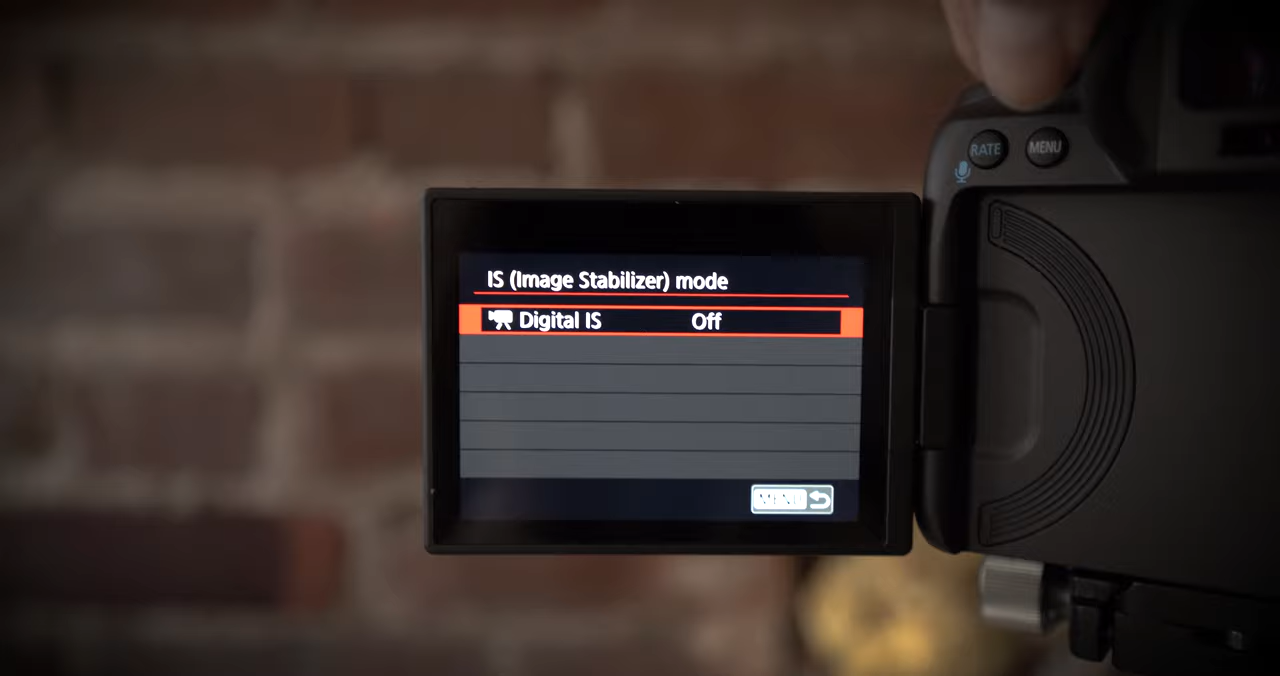 RATE MENU
IS (Image Stabilizer) mode
Digital IS Off
MENU